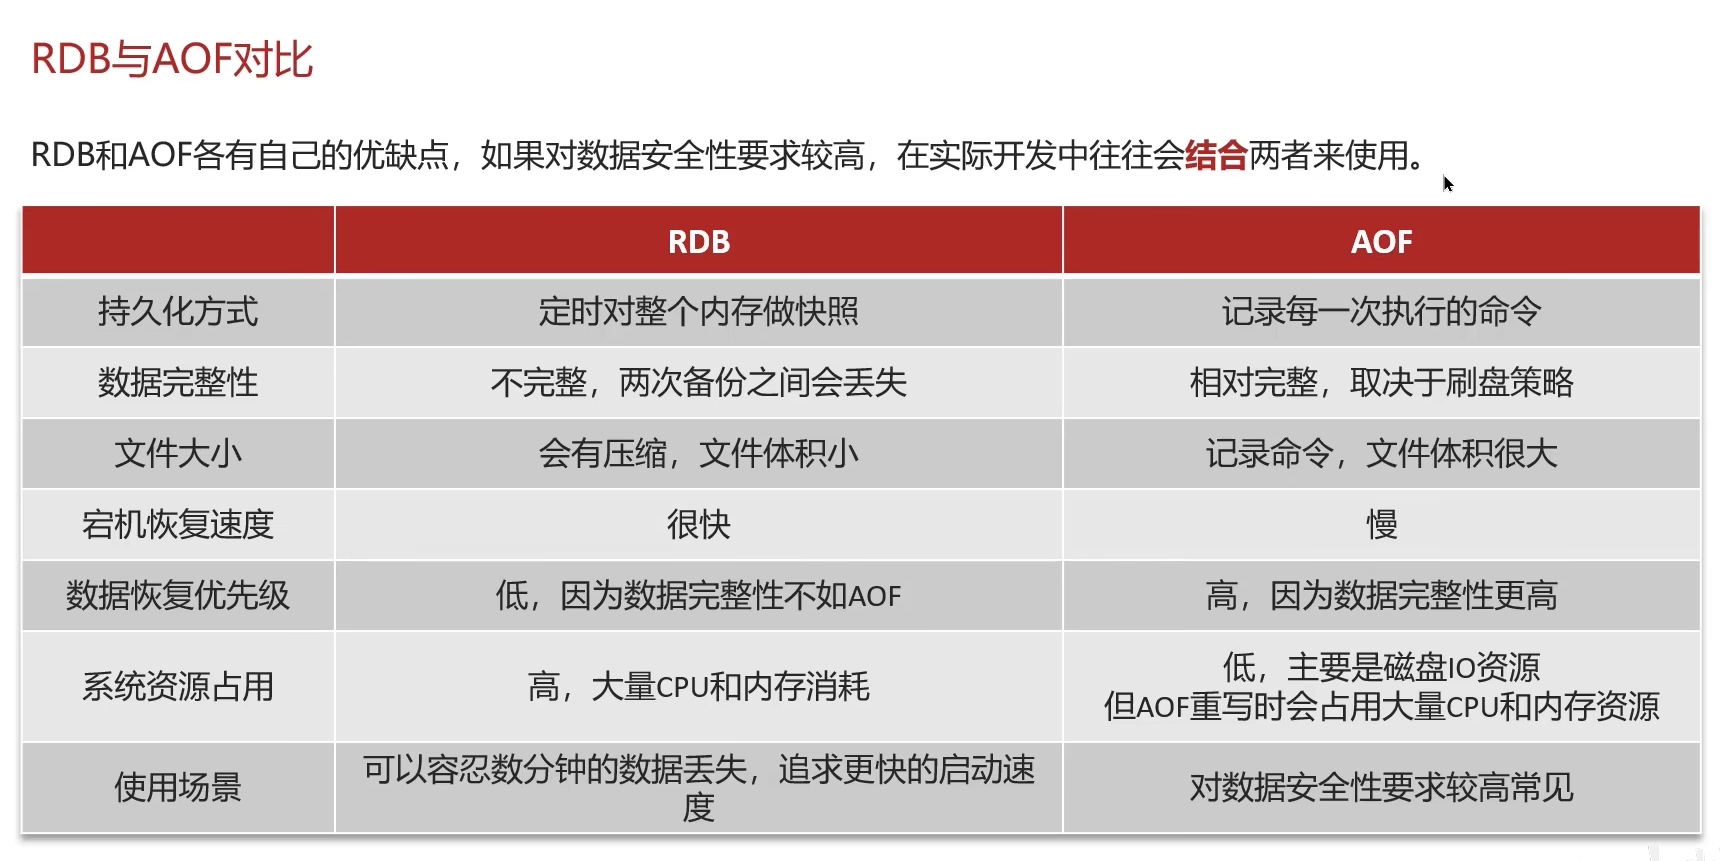 RDB与AOF对比
RDB和AOF各有自己的优缺点，如果对数据安全性要求较高，在实际开发中往往会结合两者来使用。
RDB AOF
持久化方式 定时对整个内存做快照 记录每一次执行的命令
数据完整性 不完整，两次备份之间会丢失 相对完整，取决于刷盘策略
文件大小 会有压缩，文件体积小 记录命令，文件体积很大
宕机恢复速度 很快 慢
数据恢复优先级 低，因为数据完整性不如AOF 高，因为数据完整性更高
系统资源占用 高，大量CPU和内存消耗 低，主要是磁盘IO资源
但AOF重写时会占用大量CPU和内存资源
使用场景 可以容忍数分钟的数据丢失，追求更快的启动速
度 对数据安全性要求较高常见